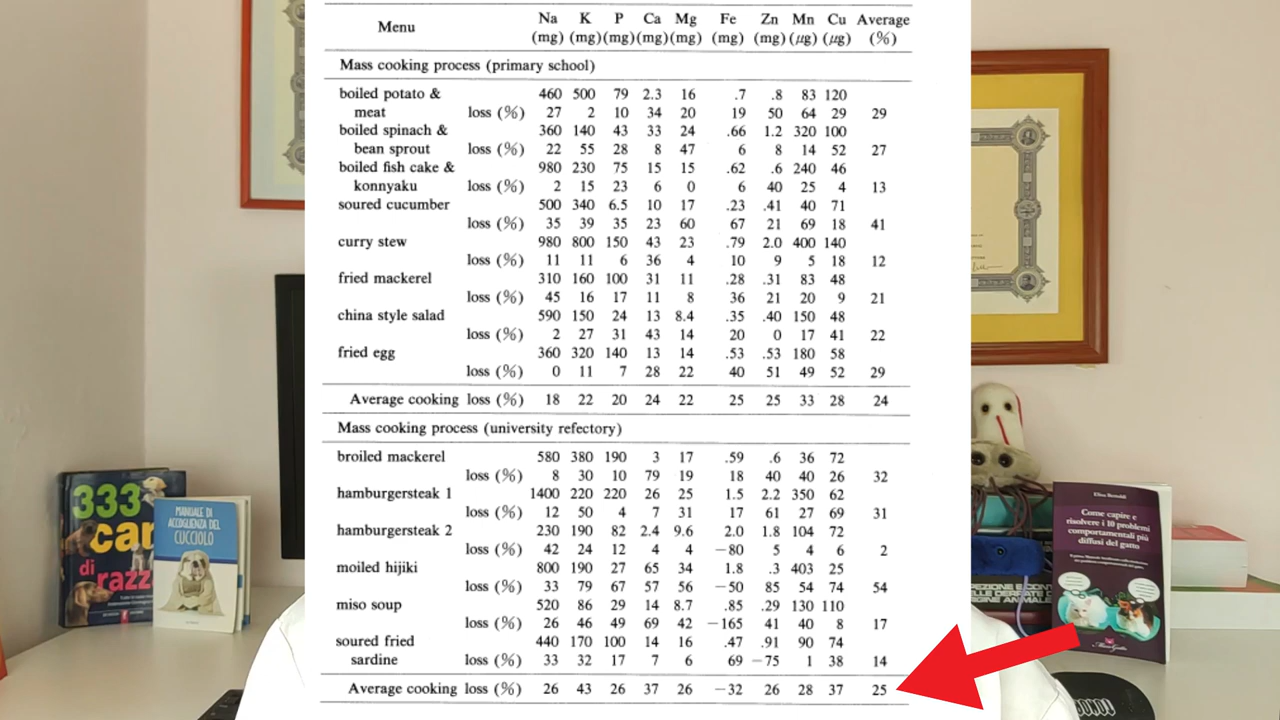 Menu Na K P Ca Mg Fe Zn Mn Cu Average
(mg) (mg) (mg) (mg) (mg) (mg) (mg) (μg) (μg) (%)
Mass cooking process (primary school)
boiled potato & 460 500 79 2.3 16 .7 .8 83 120
meat loss (%) 27 2 10 34 20 19 50 64 29 29
boiled spinach & 360 140 43 33 24 .66 1.2 320 100
bean sprout loss (%) 22 55 28 8 47 6 8 14 52 27
boiled fish cake & 980 230 75 15 15 .62 .6 240 46
konnyaku loss (%) 2 15 23 6 0 6 40 25 4 13
soured cucumber 500 340 6.5 10 17 .23 .41 40 71
loss (%) 35 39 35 23 60 67 21 69 18 41
curry stew 980 800 150 43 23 .79 2.0 400 140
loss (%) 11 11 6 36 4 10 9 5 18 12
fried mackerel 310 160 100 31 11 .28 .31 83 48
loss (%) 45 16 17 11 8 36 21 20 9 21
china style salad 590 150 24 13 8.4 .35 .40 150 48
loss (%) 2 27 31 43 14 20 0 17 41 22
fried egg 360 320 140 13 14 .53 .53 180 58
loss (%) 0 11 7 28 22 40 51 49 52 29
Average cooking loss (%) 18 22 20 24 22 25 25 33 28 24
Mass cooking process (university refectory)
broiled mackerel 580 380 190 3 17 .59 .6 36 72
loss (%) 8 30 10 79 19 18 40 40 26 32
hamburgersteak 1 1400 220 220 26 25 1.5 2.2 350 62
loss (%) 12 50 4 7 31 17 61 27 69 31
hamburgersteak 2 230 190 82 2.4 9.6 2.0 1.8 104 72
loss (%) 42 24 12 4 4 −80 5 4 6 2
moiled hijiki 800 190 27 65 34 1.8 .3 403 25
loss (%) 33 79 67 57 56 −50 85 54 74 54
miso soup 520 86 29 14 8.7 .85 .29 130 110
loss (%) 26 46 49 69 42 −165 41 40 8 17
soured fried 440 170 100 14 16 .47 .91 90 74
sardine loss (%) 33 32 17 7 6 69 −75 1 38 14
Average cooking loss (%) 26 43 26 37 26 −32 26 28 37 25
333
can
di
razz
MANUALE DI
ACCOGLIENZA DEL
CUCCIOLO
Come capire e
risolvere i 10 problemi
comportamentali più
diffusi del gatto